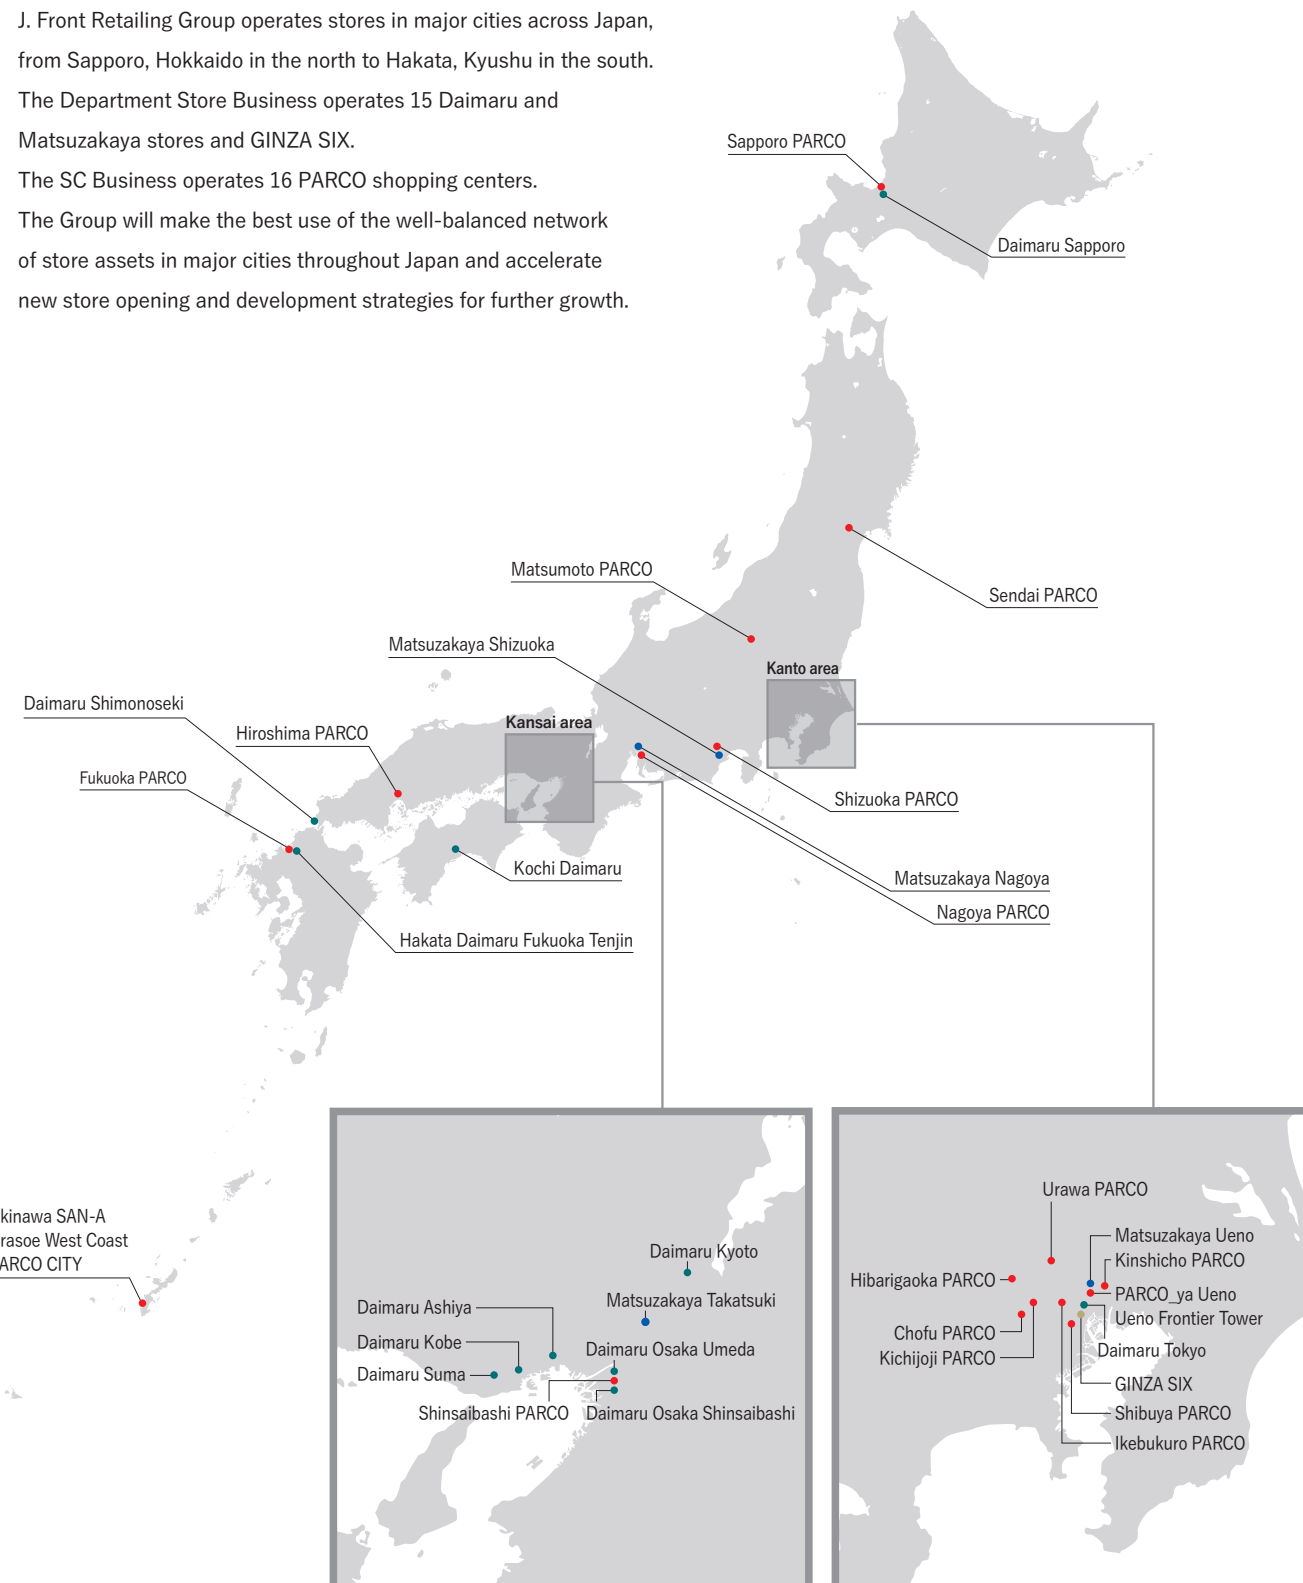 J. Front Retailing Group operates stores in major cities across Japan,
from Sapporo, Hokkaido in the north to Hakata, Kyushu in the south.
The Department Store Business operates 15 Daimaru and
Matsuzakaya stores and GINZA SIX.
The SC Business operates 16 PARCO shopping centers.
The Group will make the best use of the well-balanced network
of store assets in major cities throughout Japan and accelerate
new store opening and development strategies for further growth.
Sapporo PARCO
Daimaru Sapporo
Matsumoto PARCO
Sendai PARCO
Matsuzakaya Shizuoka
Kanto area
Daimaru Shimonoseki
Kansai area
Hiroshima PARCO
Fukuoka PARCO
Shizuoka PARCO
Kochi Daimaru
Matsuzakaya Nagoya
Nagoya PARCO
Hakata Daimaru Fukuoka Tenjin
kinawa SAN-A
rasoe West Coast
ARCO CITY
Daimaru Kyoto
Matsuzakaya Takatsuki
Daimaru Ashiya
Daimaru Kobe
Daimaru Osaka Umeda
Daimaru Suma
Shinsaibashi PARCO
Daimaru Osaka Shinsaibashi
Urawa PARCO
Matsuzakaya Ueno
Kinshicho PARCO
Hibarigaoka PARCO
PARCO_ya Ueno
Ueno Frontier Tower
Chofu PARCO
Daimaru Tokyo
Kichijoji PARCO
GINZA SIX
Shibuya PARCO
Ikebukuro PARCO